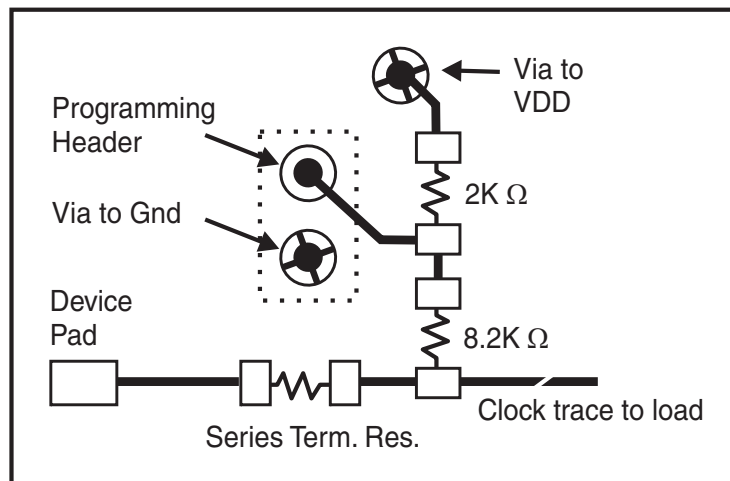 Via to
VDD
Programming
Header
2K Ω
Via to Gnd
Device
Pad
8.2K Ω
Clock trace to load
Series Term. Res.